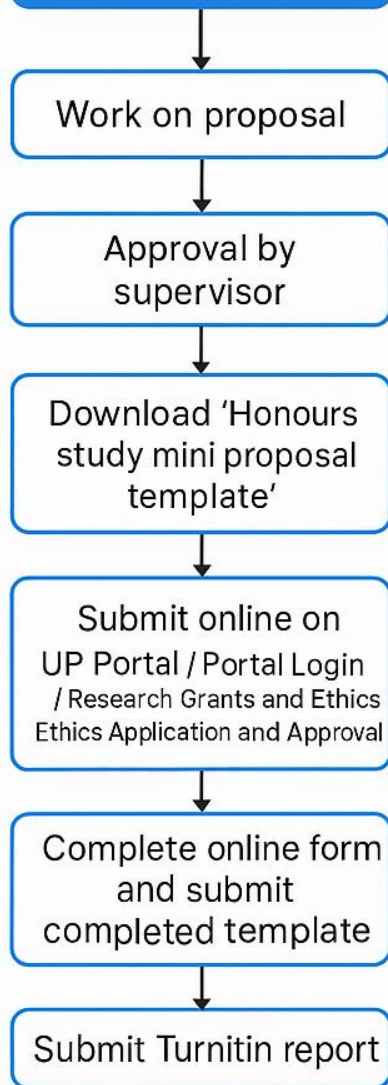 Work on proposal
Approval by
supervisor
Download ‘Honours
study mini proposal
template’
Submit online on
UP Portal / Portal Login
/ Research Grants and Ethics
Ethics Application and Approval
Complete online form
and submit
completed template
Submit Turnitin report